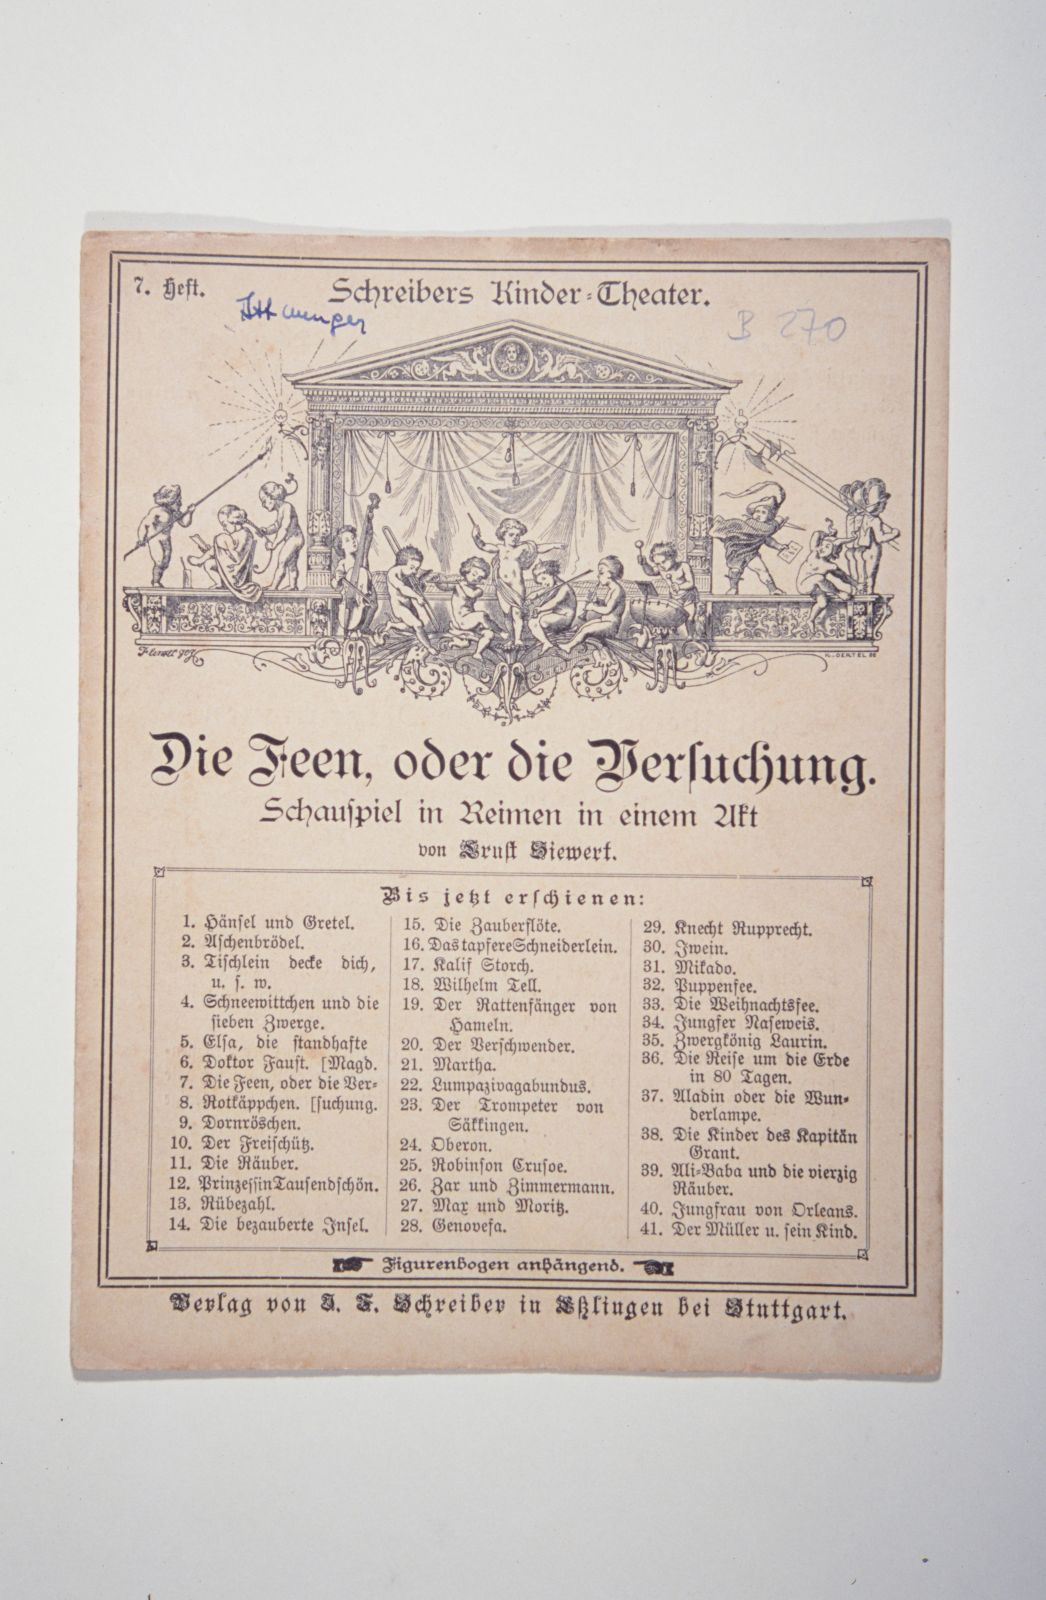 7. Heft.
Schreibers Kinder-Theater.
B 270
K. OERTEL
Die Feen, oder die Versuchung.
Schauspiel in Reimen in einem Akt
von Ernst Siewert.
Bis jetzt erschienen:
1. Hänsel und Gretel.
2. Aschenbrödel.
3. Tischlein decke dich,
u. s. w.
4. Schneewittchen und die
sieben Zwerge.
5. Elsa, die standhafte
6. Doktor Faust. [Magd.
7. Die Feen, oder die Ver-
8. Rotkäppchen. [suchung.
9. Dornröschen.
10. Der Freischütz.
11. Die Räuber.
12. Prinzessin Tausendschön.
13. Rübezahl.
14. Die bezauberte Insel.
15. Die Zauberflöte.
16. Das tapfere Schneiderlein.
17. Kalif Storch.
18. Wilhelm Tell.
19. Der Rattenfänger von
Hameln.
20. Der Verschwender.
21. Martha.
22. Lumpazivagabundus.
23. Der Trompeter von
Säkkingen.
24. Oberon.
25. Robinson Crusoe.
26. Zar und Zimmermann.
27. Max und Moritz.
28. Genovefa.
29. Knecht Rupprecht.
30. Iwein.
31. Mikado.
32. Puppenfee.
33. Die Weihnachtsfee.
34. Jungfer Naseweis.
35. Zwergkönig Laurin.
36. Die Reise um die Erde
in 80 Tagen.
37. Aladin oder die Wun-
derlampe.
38. Die Kinder des Kapitän
Grant.
39. Ali-Baba und die vierzig
Räuber.
40. Jungfrau von Orleans.
41. Der Müller u. sein Kind.
Figurenbogen anhängend.
Verlag von J. F. Schreiber in Eßlingen bei Stuttgart.